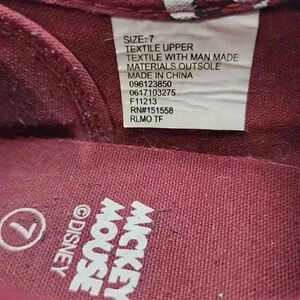 SIZE: 7
TEXTILE UPPER
TEXTILE WITH MAN MADE
MATERIALS OUTSOLE
MADE IN CHINA
096123850
0617103275
F11213
RN#151558
RLMO TF
MICKEY
MOUSE
©DISNEY
7